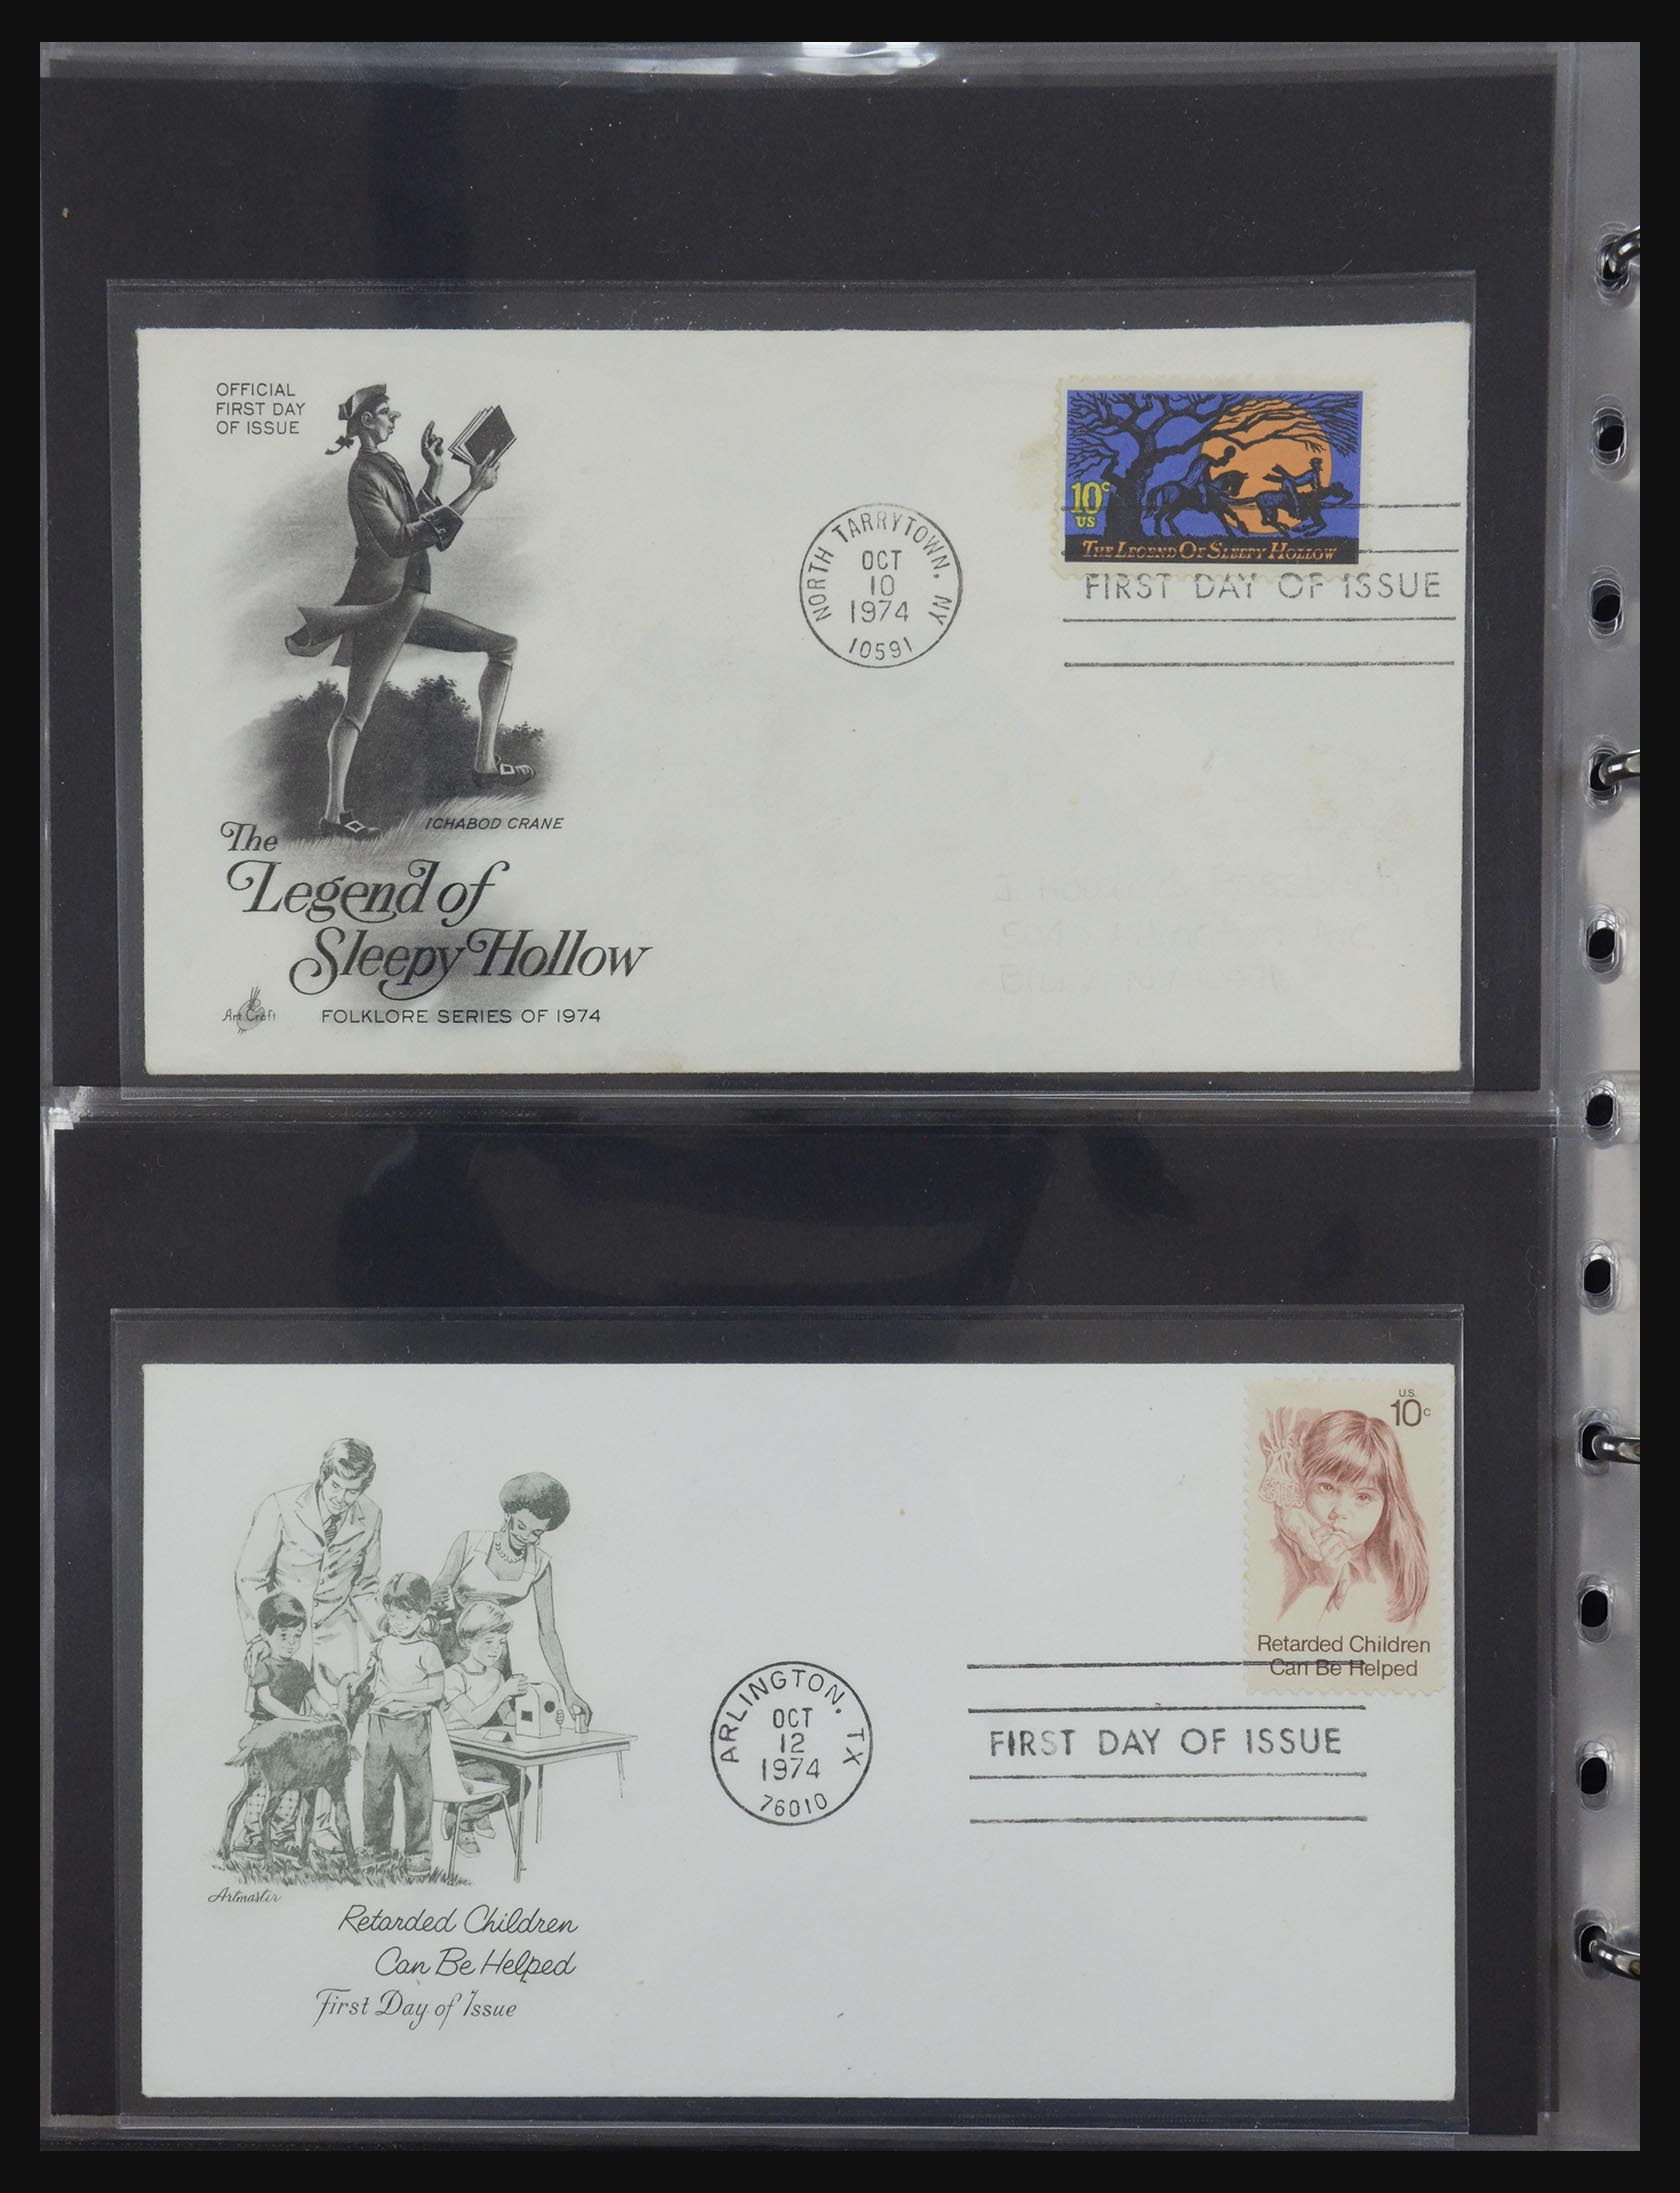 OFFICIAL
FIRST DAY
OF ISSUE
ICHABOD CRANE
The
Legend of
Sleepy Hollow
Art Craft
FOLKLORE SERIES OF 1974
NORTH TARRYTOWN, NY
OCT
10
1974
10591
10c
US
THE LEGEND OF SLEEPY HOLLOW
FIRST DAY OF ISSUE
Artmaster
Retarded Children
Can Be Helped
First Day of Issue
ARLINGTON, TX
OCT
12
1974
76010
U.S.
10c
Retarded Children
Can Be Helped
FIRST DAY OF ISSUE